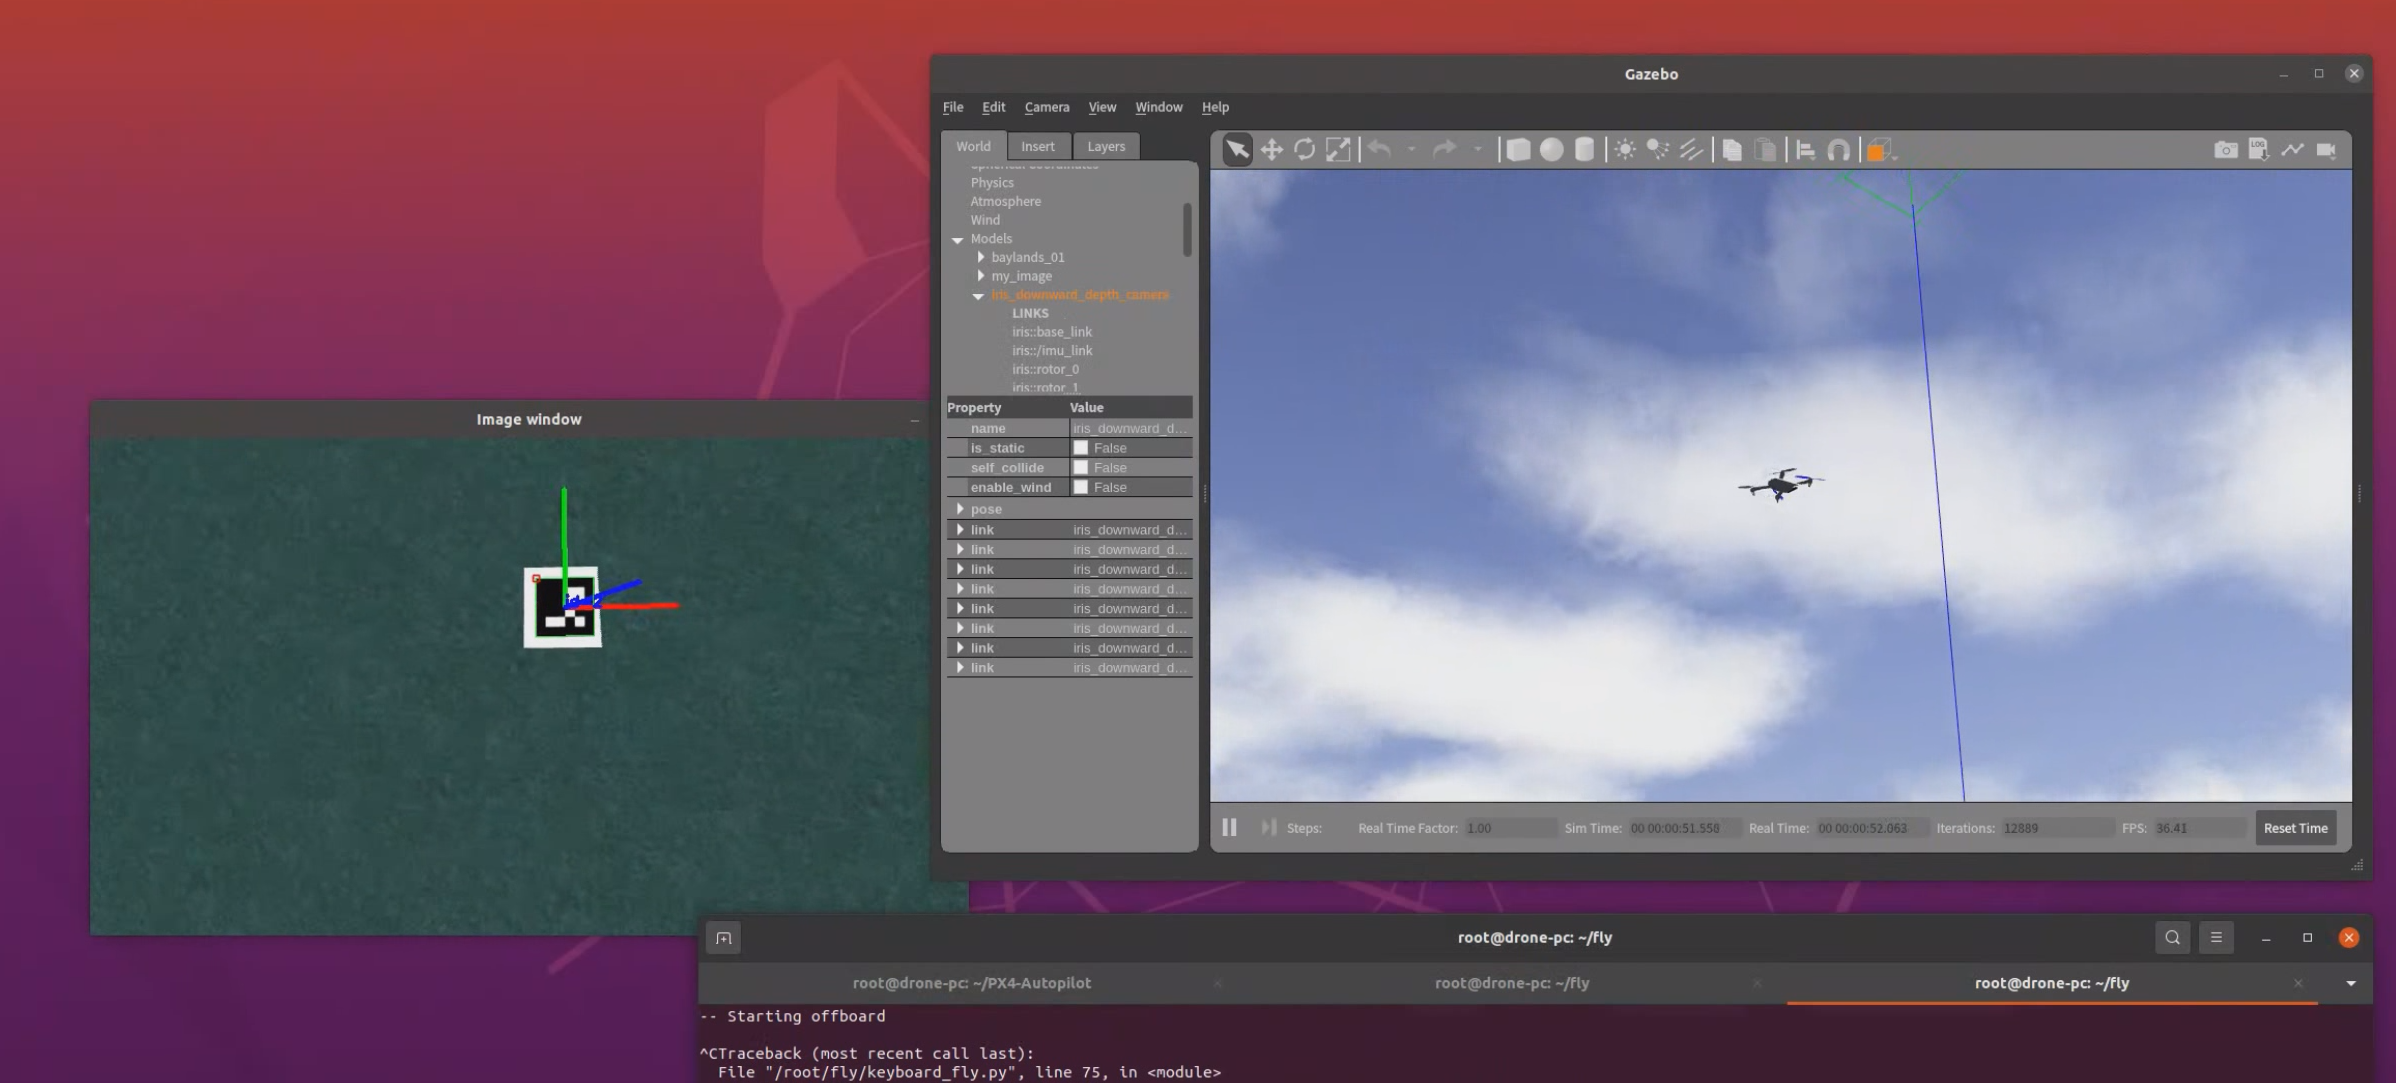 Gazebo
File Edit Camera View Window Help
World Insert Layers
Spherical Coordinates
Physics
Atmosphere
Wind
Models
baylands_01
my_image
iris_downward_depth_camera
LINKS
iris::base_link
iris::/imu_link
iris::rotor_0
iris::rotor_1
Property Value
name iris_downward_d...
is_static False
self_collide False
enable_wind False
pose
link iris_downward_d...
link iris_downward_d...
link iris_downward_d...
link iris_downward_d...
link iris_downward_d...
link iris_downward_d...
link iris_downward_d...
link iris_downward_d...
LOG
Steps: Real Time Factor: 1.00 Sim Time: 00 00:00:51.558 Real Time: 00 00:00:52.063 Iterations: 12889 FPS: 36.41 Reset Time
Image window
root@drone-pc: ~/fly
root@drone-pc: ~/PX4-Autopilot root@drone-pc: ~/fly root@drone-pc: ~/fly
-- Starting offboard
^CTraceback (most recent call last):
File "/root/fly/keyboard_fly.py", line 75, in <module>